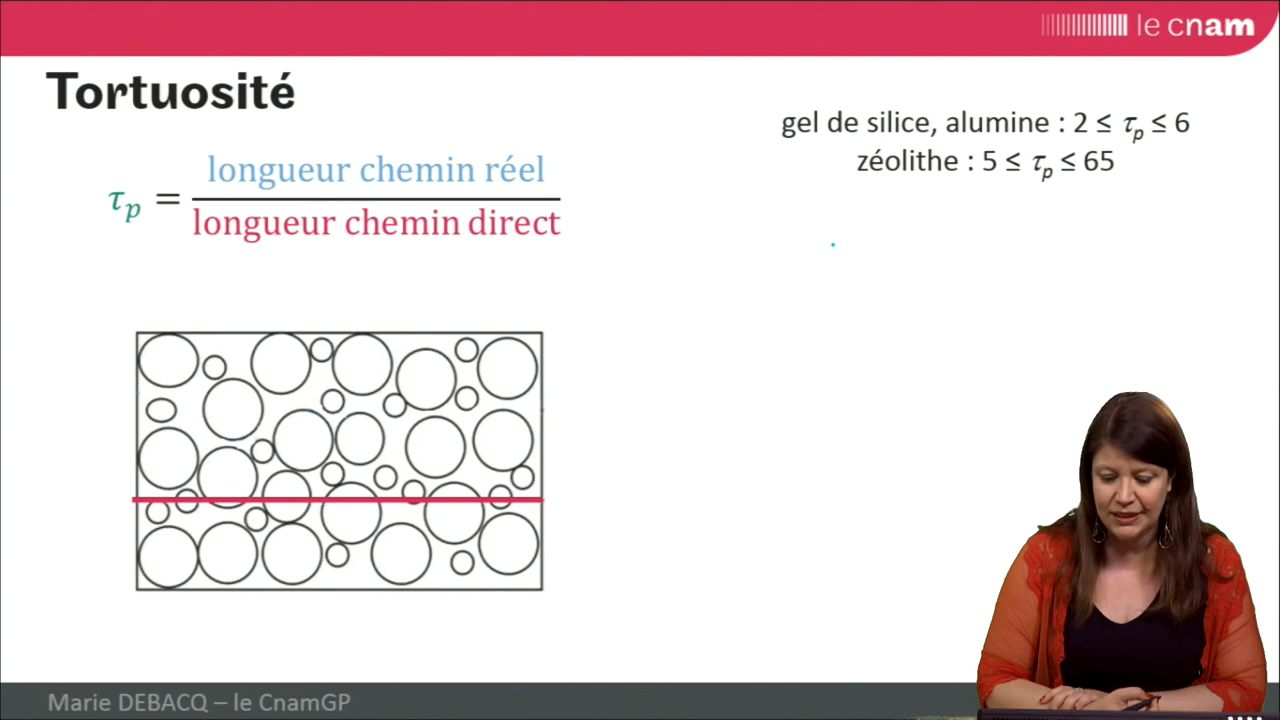 le cnam
Tortuosité
gel de silice, alumine : 2 ≤ τp ≤ 6
zéolithe : 5 ≤ τp ≤ 65
τp = longueur chemin réel
longueur chemin direct
Marie DEBACQ – le CnamGP